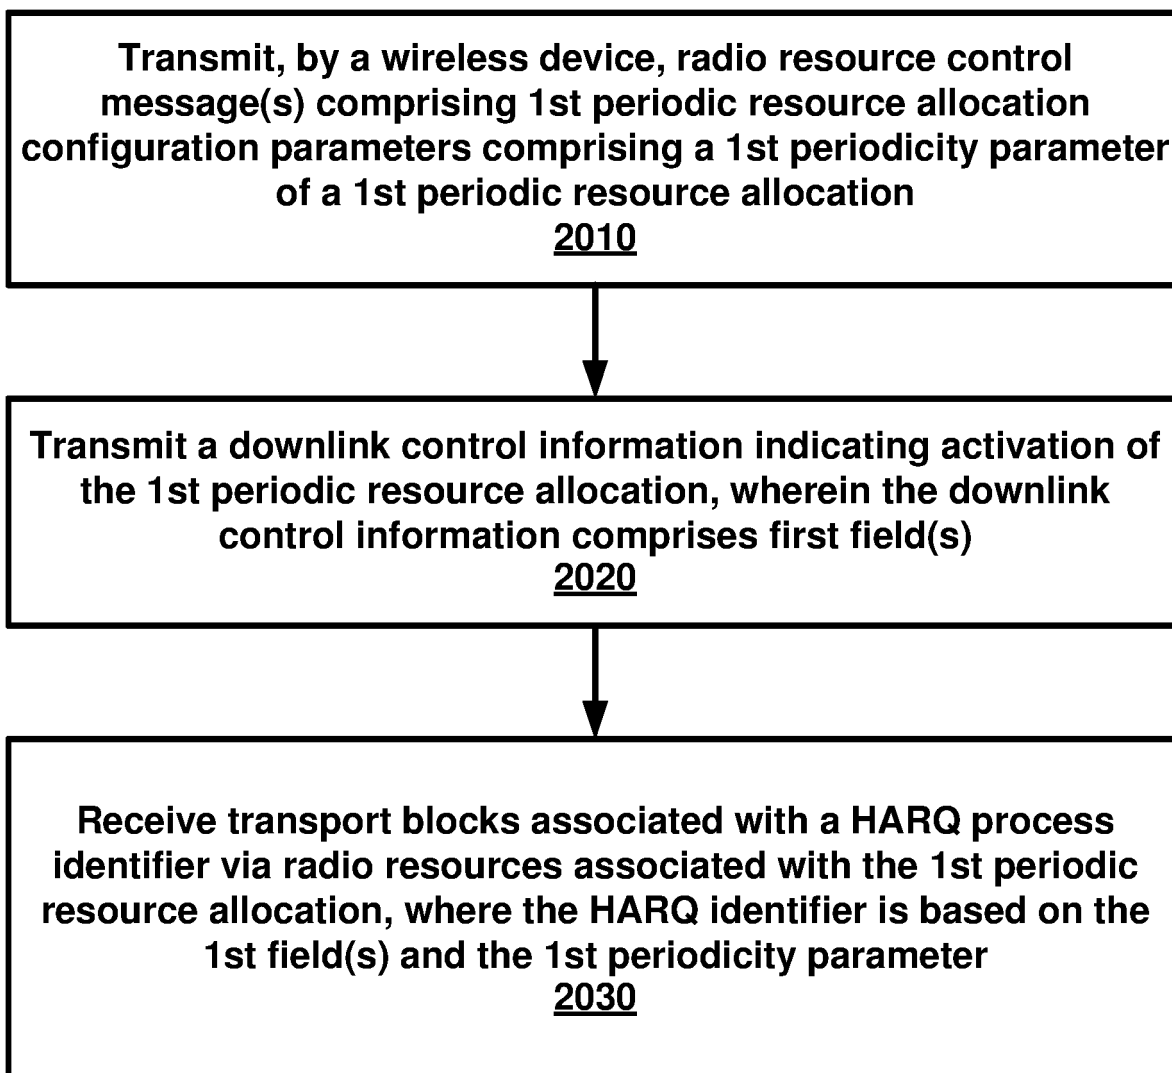 Transmit, by a wireless device, radio resource control
message(s) comprising 1st periodic resource allocation
configuration parameters comprising a 1st periodicity parameter
of a 1st periodic resource allocation
2010
Transmit a downlink control information indicating activation of
the 1st periodic resource allocation, wherein the downlink
control information comprises first field(s)
2020
Receive transport blocks associated with a HARQ process
identifier via radio resources associated with the 1st periodic
resource allocation, where the HARQ identifier is based on the
1st field(s) and the 1st periodicity parameter
2030